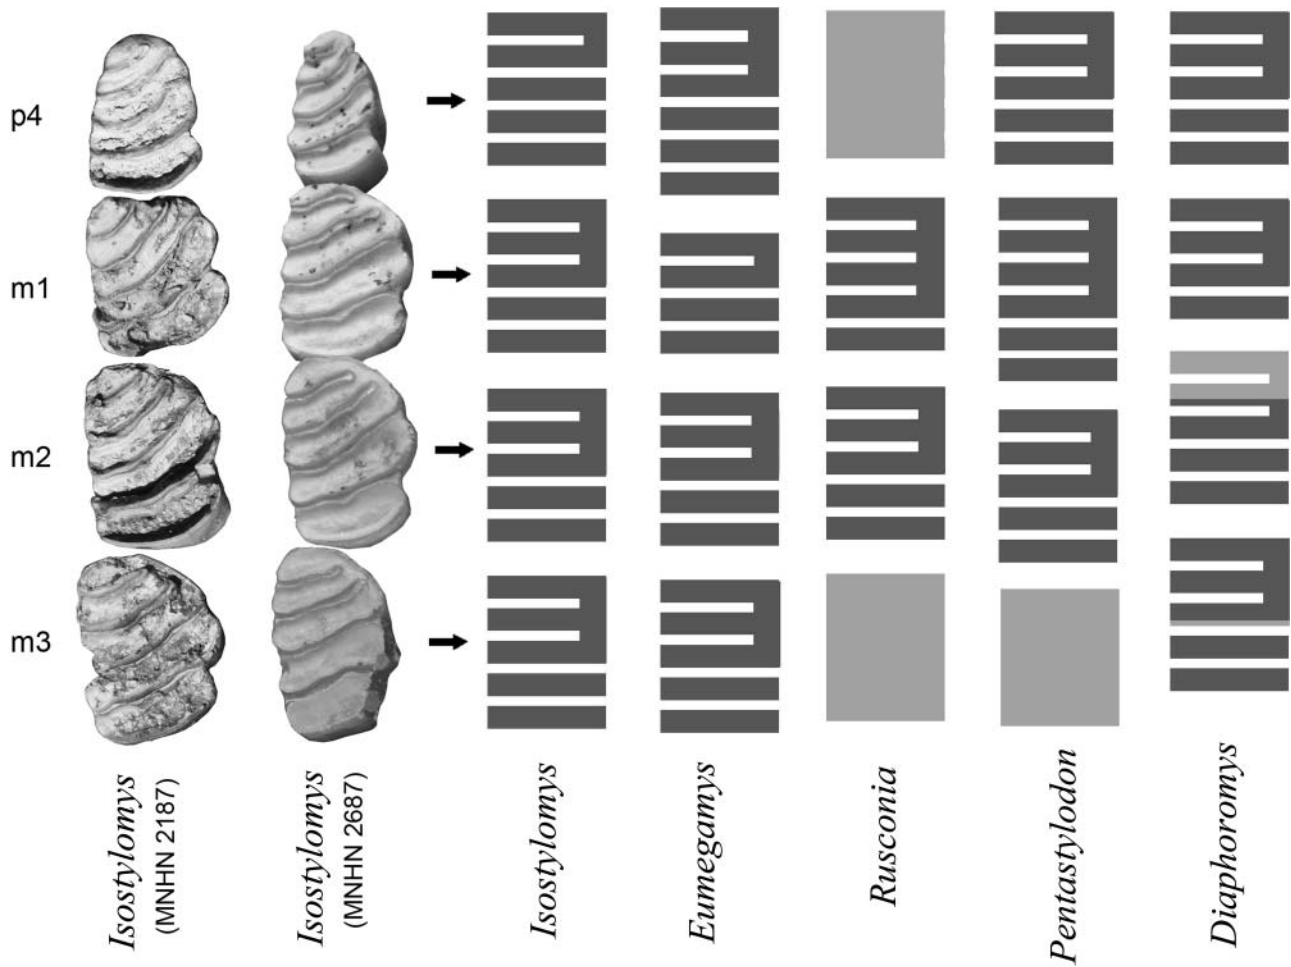 p4
m1
m2
m3
Isostylomys
(MNHN 2187)
Isostylomys
(MNHN 2687)
Isostylomys
Eumegamys
Rusconia
Pentastylodon
Diaphoromys